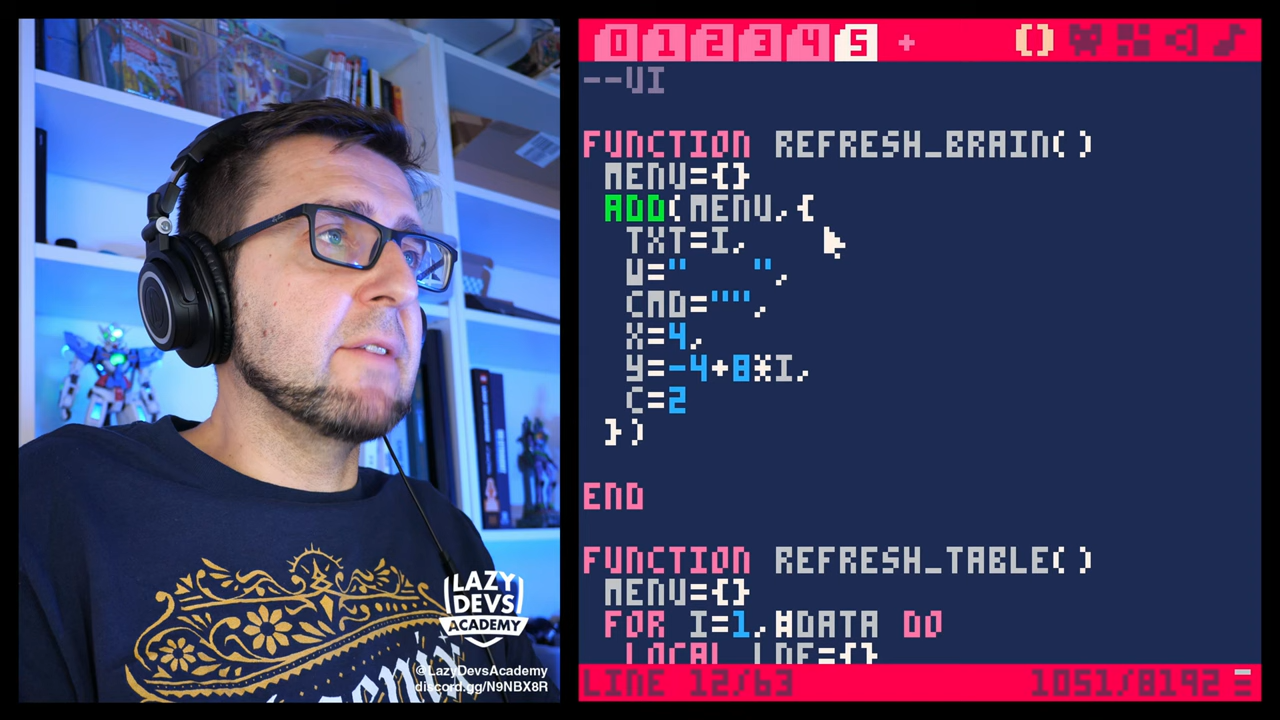 0 1 2 3 4 5 + ()
--UI
FUNCTION REFRESH_BRAIN()
MENU={}
ADD(MENU,{
TXT=I,
W="    ",
CMD="",
X=4,
Y=-4+8*I,
C=2
})
END
FUNCTION REFRESH_TABLE()
MENU={}
FOR I=1,#DATA DO
LOCAL LNE={}
LINE 12/63
1051/8192
LAZY
DEVS
ACADEMY
@LazyDevsAcademy
discord.gg/N9NBX8R